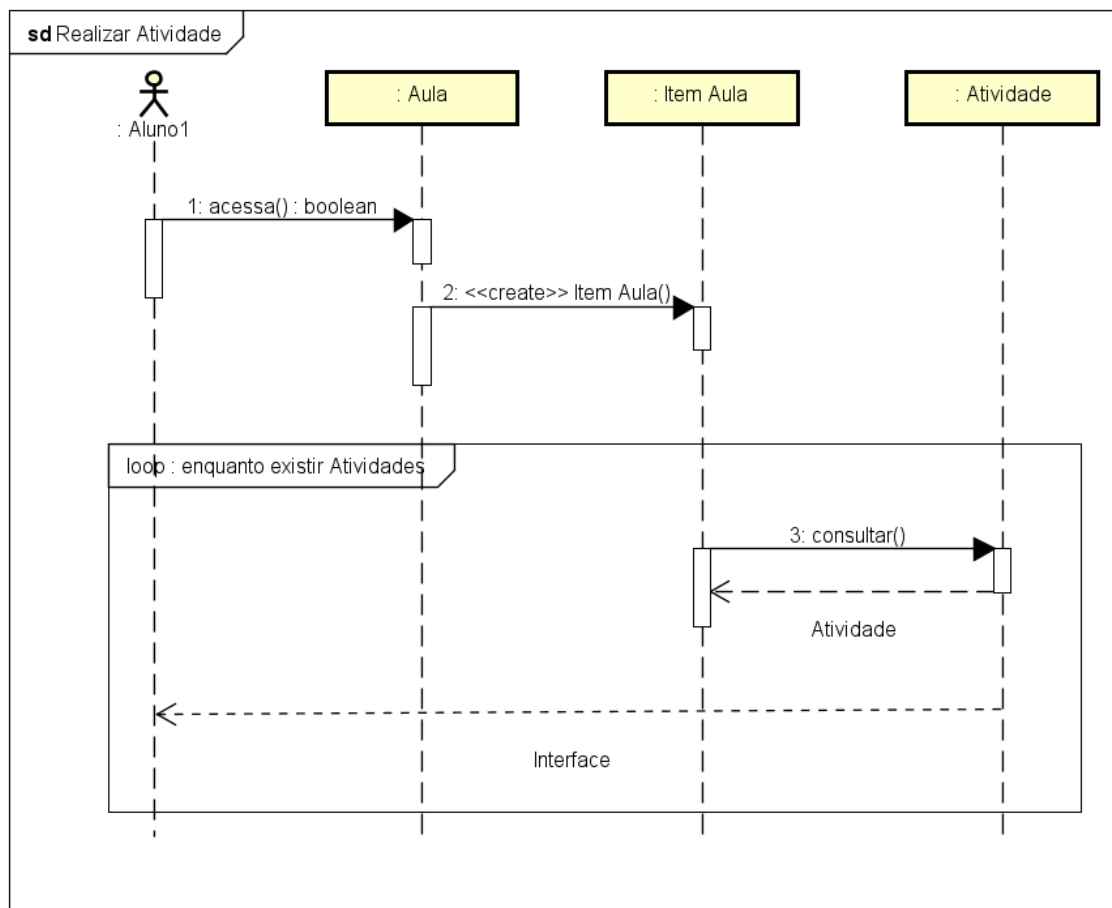 sd Realizar Atividade
: Aluno1
: Aula
: Item Aula
: Atividade
1: acessa() : boolean
2: <<create>> Item Aula()
loop : enquanto existir Atividades
3: consultar()
Atividade
Interface